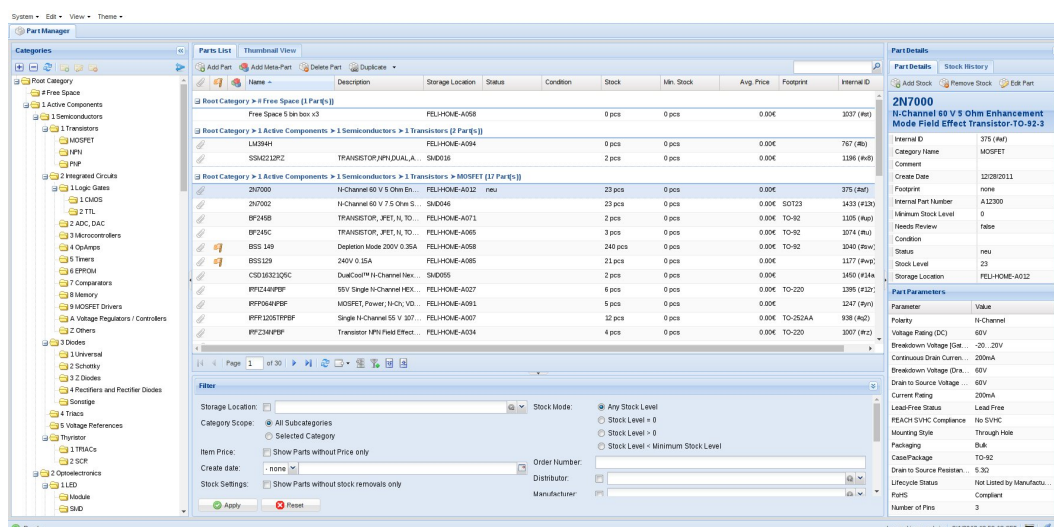 System Edit View Theme
Part Manager
Categories
Root Category
# Free Space
1 Active Components
1 Semiconductors
1 Transistors
MOSFET
NPN
PNP
2 Integrated Circuits
1 Logic Gates
1 CMOS
2 TTL
2 ADC, DAC
3 Microcontrollers
4 OpAmps
5 Timers
6 EPROM
7 Comparators
8 Memory
9 MOSFET Drivers
A Voltage Regulators / Controllers
Z Others
3 Diodes
1 Universal
2 Schottky
3 Z Diodes
4 Rectifiers and Rectifier Diodes
Sonstige
4 Triacs
5 Voltage References
Thyristor
1 TRIACs
2 SCR
2 Optoelectronics
1 LED
Module
SMD
Parts List Thumbnail View
Add Part Add Meta-Part Delete Part Duplicate
Name Description Storage Location Status Condition Stock Min. Stock Avg. Price Footprint Internal ID
Root Category ➤ # Free Space (1 Part[s])
Free Space 5 bin box x3 FELI-HOME-A058 0 pcs 0 pcs 0.00€ 1037 (#st)
Root Category ➤ 1 Active Components ➤ 1 Semiconductors ➤ 1 Transistors (2 Part[s])
LM394H FELI-HOME-A094 0 pcs 0 pcs 0.00€ 767 (#lb)
SSM2212RZ TRANSISTOR,NPN,DUAL,A... SMD016 2 pcs 0 pcs 0.00€ 1196 (#x8)
Root Category ➤ 1 Active Components ➤ 1 Semiconductors ➤ 1 Transistors ➤ MOSFET (17 Part[s])
2N7000 N-Channel 60 V 5 Ohm En... FELI-HOME-A012 neu 23 pcs 0 pcs 0.00€ 375 (#af)
2N7002 N-Channel 60 V 7.5 Ohm S... SMD046 23 pcs 0 pcs 0.00€ SOT23 1433 (#13t)
BF245B TRANSISTOR, JFET, N, TO... FELI-HOME-A071 2 pcs 0 pcs 0.00€ TO-92 1105 (#up)
BF245C TRANSISTOR, JFET, N, TO... FELI-HOME-A065 3 pcs 0 pcs 0.00€ TO-92 1074 (#tu)
BSS 149 Depletion Mode 200V 0.35A FELI-HOME-A058 240 pcs 0 pcs 0.00€ TO-92 1040 (#sw)
BSS129 240V 0.15A FELI-HOME-A085 21 pcs 0 pcs 0.00€ 1177 (#wp)
CSD16321Q5C DualCool™ N-Channel Nex... SMD055 2 pcs 0 pcs 0.00€ 1450 (#14a
IRFIZ44NPBF 55V Single N-Channel HEX... FELI-HOME-A027 6 pcs 0 pcs 0.00€ TO-220 1395 (#12r)
IRFP064NPBF MOSFET, Power; N-Ch; VD... FELI-HOME-A091 5 pcs 0 pcs 0.00€ 1247 (#yn)
IRFR1205TRPBF Single N-Channel 55 V 107... FELI-HOME-A007 12 pcs 0 pcs 0.00€ TO-252AA 938 (#q2)
IRFZ34NPBF Transistor NPN Field Effect... FELI-HOME-A034 4 pcs 0 pcs 0.00€ TO-220 1007 (#rz)
Page 1 of 30
Filter
Storage Location:
Category Scope: All Subcategories
Selected Category
Item Price: Show Parts without Price only
Create date: - none
Stock Settings: Show Parts without stock removals only
Stock Mode: Any Stock Level
Stock Level = 0
Stock Level > 0
Stock Level < Minimum Stock Level
Order Number:
Distributor:
Manufacturer:
Apply Reset
Part Details
Part Details Stock History
Add Stock Remove Stock Edit Part
2N7000
N-Channel 60 V 5 Ohm Enhancement
Mode Field Effect Transistor-TO-92-3
Internal ID 375 (#af)
Category Name MOSFET
Comment
Create Date 12/28/2011
Footprint none
Internal Part Number A12300
Minimum Stock Level 0
Needs Review false
Condition
Status neu
Stock Level 23
Storage Location FELI-HOME-A012
Part Parameters
Parameter Value
Polarity N-Channel
Voltage Rating (DC) 60V
Breakdown Voltage [Gat... -20...20V
Continuous Drain Curren... 200mA
Breakdown Voltage (Dra... 60V
Drain to Source Voltage ... 60V
Current Rating 200mA
Lead-Free Status Lead Free
REACH SVHC Compliance No SVHC
Mounting Style Through Hole
Packaging Bulk
Case/Package TO-92
Drain to Source Resistan... 5.3Ω
Lifecycle Status Not Listed by Manufactu...
RoHS Compliant
Number of Pins 3